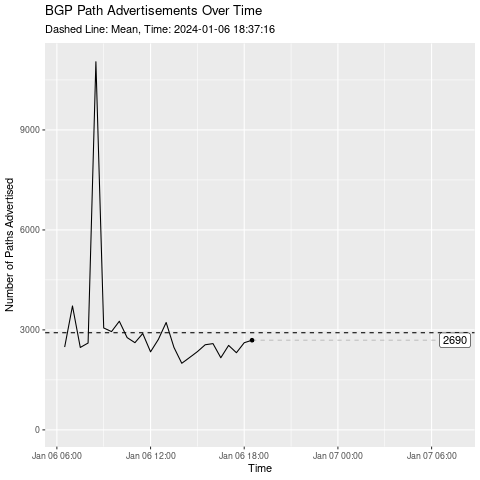 BGP Path Advertisements Over Time
Dashed Line: Mean, Time: 2024-01-06 18:37:16
Number of Paths Advertised
9000
6000
3000
0
2690
Jan 06 06:00 Jan 06 12:00 Jan 06 18:00 Jan 07 00:00 Jan 07 06:00
Time